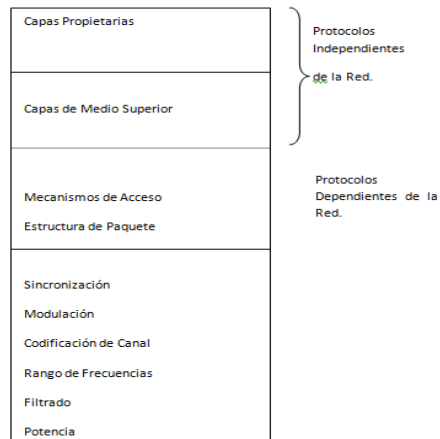 Capas Propietarias
Protocolos
Independientes
de la Red.
Capas de Medio Superior
Protocolos
Dependientes de la
Red.
Mecanismos de Acceso
Estructura de Paquete
Sincronización
Modulación
Codificación de Canal
Rango de Frecuencias
Filtrado
Potencia